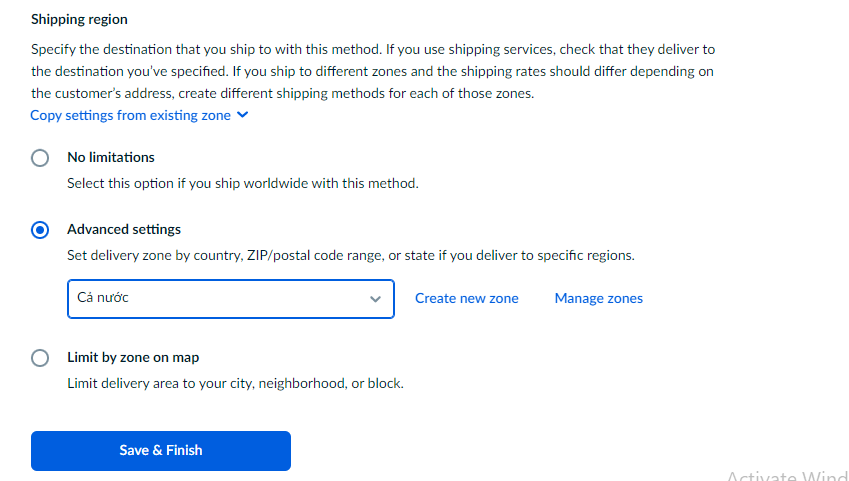 Shipping region
Specify the destination that you ship to with this method. If you use shipping services, check that they deliver to
the destination you've specified. If you ship to different zones and the shipping rates should differ depending on
the customer's address, create different shipping methods for each of those zones.
Copy settings from existing zone
No limitations
Select this option if you ship worldwide with this method.
Advanced settings
Set delivery zone by country, ZIP/postal code range, or state if you deliver to specific regions.
Cả nước
Create new zone
Manage zones
Limit by zone on map
Limit delivery area to your city, neighborhood, or block.
Save & Finish
Activate Wind